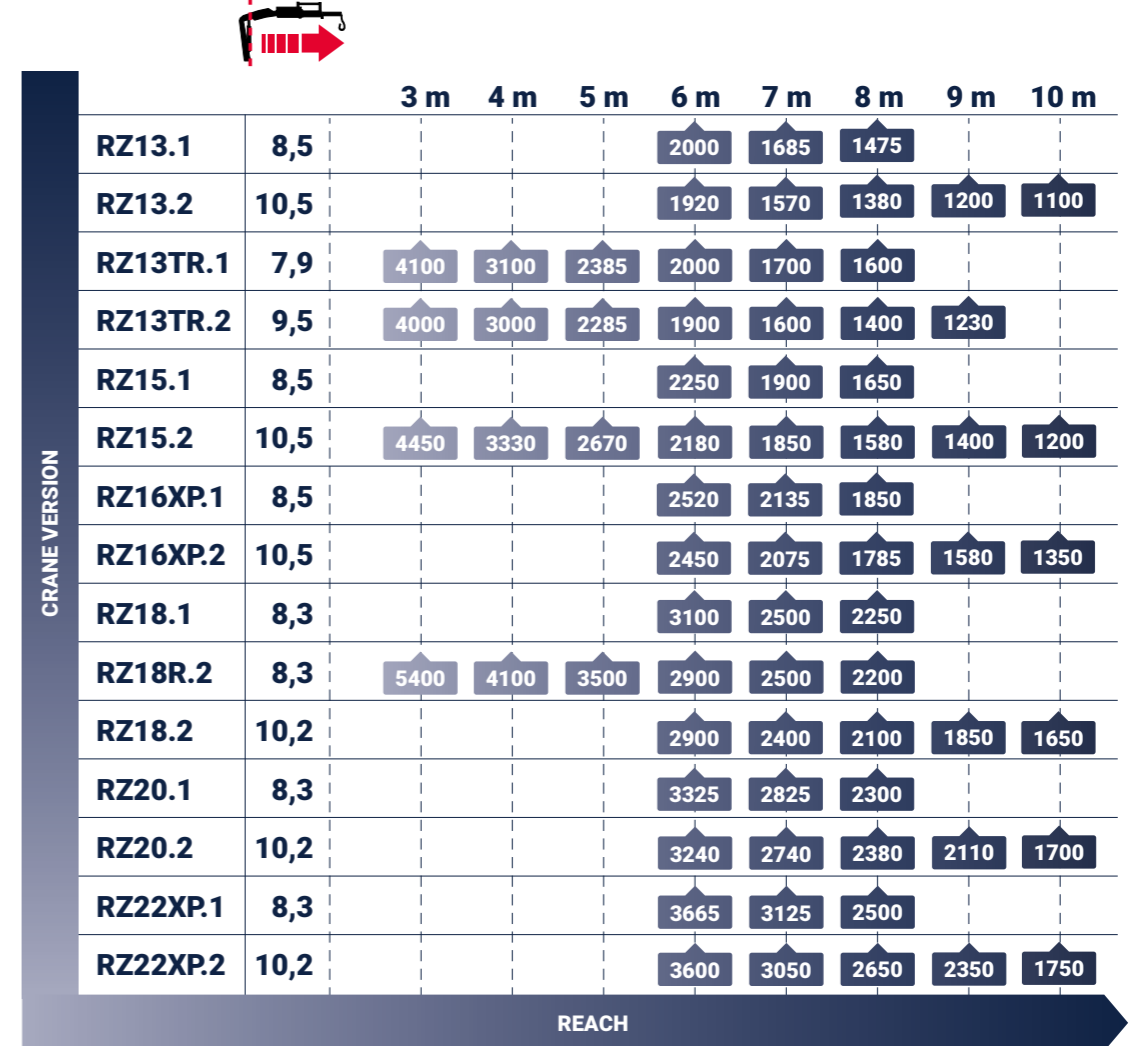 3 m 4 m 5 m 6 m 7 m 8 m 9 m 10 m
RZ13.1 8,5 2000 1685 1475
RZ13.2 10,5 1920 1570 1380 1200 1100
RZ13TR.1 7,9 4100 3100 2385 2000 1700 1600
RZ13TR.2 9,5 4000 3000 2285 1900 1600 1400 1230
RZ15.1 8,5 2250 1900 1650
RZ15.2 10,5 4450 3330 2670 2180 1850 1580 1400 1200
RZ16XP.1 8,5 2520 2135 1850
RZ16XP.2 10,5 2450 2075 1785 1580 1350
RZ18.1 8,3 3100 2500 2250
RZ18R.2 8,3 5400 4100 3500 2900 2500 2200
RZ18.2 10,2 2900 2400 2100 1850 1650
RZ20.1 8,3 3325 2825 2300
RZ20.2 10,2 3240 2740 2380 2110 1700
RZ22XP.1 8,3 3665 3125 2500
RZ22XP.2 10,2 3600 3050 2650 2350 1750
CRANE VERSION
REACH